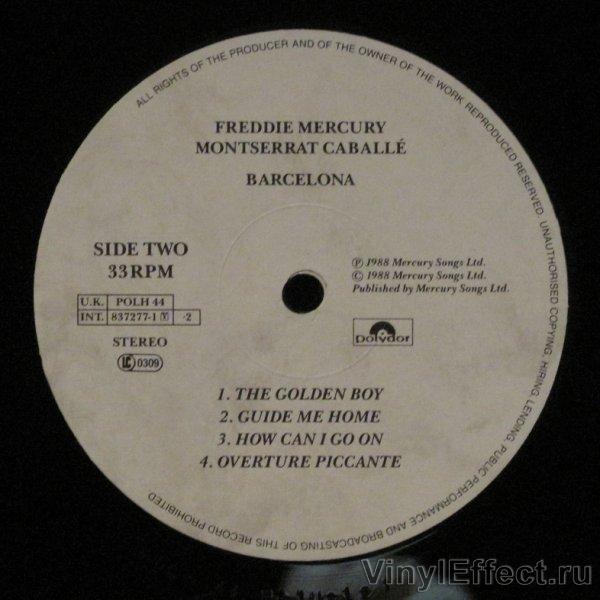 ALL RIGHTS OF THE PRODUCER AND OF THE OWNER OF THE WORK REPRODUCED RESERVED. UNAUTHORISED COPYING, HIRING, LENDING, PUBLIC PERFORMANCE AND BROADCASTING OF THIS RECORD PROHIBITED
FREDDIE MERCURY
MONTSERRAT CABALLÉ
BARCELONA
SIDE TWO
33RPM
U.K. POLH 44
INT. 837277-1 Y -2
STEREO
LC 0309
Ⓟ 1988 Mercury Songs Ltd.
© 1988 Mercury Songs Ltd.
Published by Mercury Songs Ltd.
Polydor
1. THE GOLDEN BOY
2. GUIDE ME HOME
3. HOW CAN I GO ON
4. OVERTURE PICCANTE
VinylEffect.ru